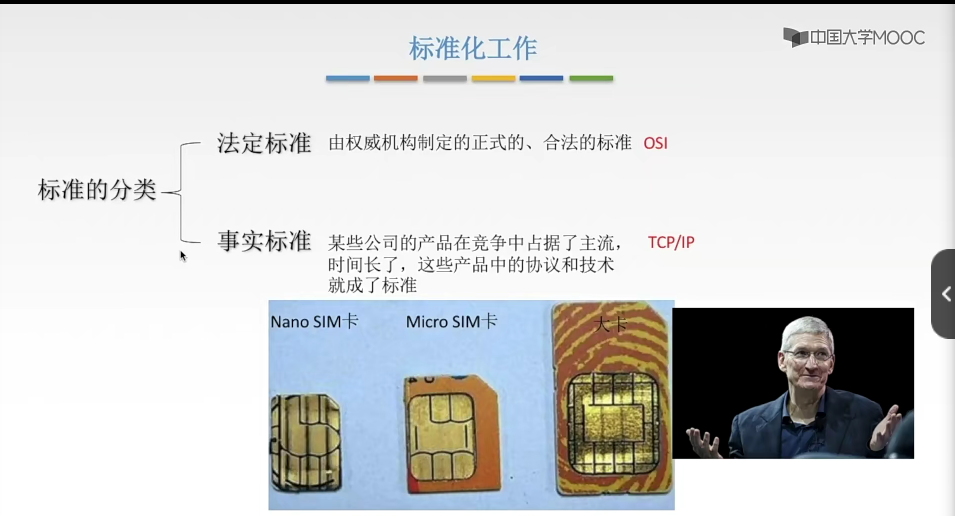 标准化工作
中国大学MOOC
法定标准
由权威机构制定的正式的、合法的标准 OSI
标准的分类
事实标准
某些公司的产品在竞争中占据了主流，
时间长了，这些产品中的协议和技术
就成了标准
TCP/IP
Nano SIM卡
Micro SIM卡
大卡